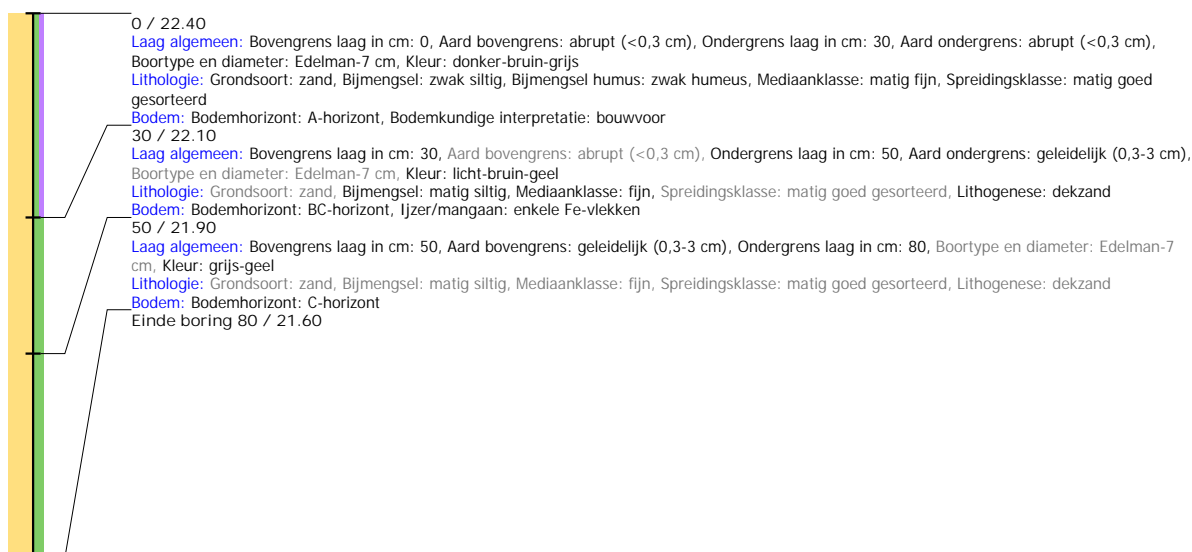 0 / 22.40
Laag algemeen: Bovengrens laag in cm: 0, Aard bovengrens: abrupt (<0,3 cm), Ondergrens laag in cm: 30, Aard ondergrens: abrupt (<0,3 cm),
Boortype en diameter: Edelman-7 cm, Kleur: donker-bruin-grijs
Lithologie: Grondsoort: zand, Bijmengsel: zwak siltig, Bijmengsel humus: zwak humeus, Mediaanklasse: matig fijn, Spreidingsklasse: matig goed
gesorteerd
Bodem: Bodemhorizont: A-horizont, Bodemkundige interpretatie: bouwvoor
30 / 22.10
Laag algemeen: Bovengrens laag in cm: 30, Aard bovengrens: abrupt (<0,3 cm), Ondergrens laag in cm: 50, Aard ondergrens: geleidelijk (0,3-3 cm),
Boortype en diameter: Edelman-7 cm, Kleur: licht-bruin-geel
Lithologie: Grondsoort: zand, Bijmengsel: matig siltig, Mediaanklasse: fijn, Spreidingsklasse: matig goed gesorteerd, Lithogenese: dekzand
Bodem: Bodemhorizont: BC-horizont, Ijzer/mangaan: enkele Fe-vlekken
50 / 21.90
Laag algemeen: Bovengrens laag in cm: 50, Aard bovengrens: geleidelijk (0,3-3 cm), Ondergrens laag in cm: 80, Boortype en diameter: Edelman-7
cm, Kleur: grijs-geel
Lithologie: Grondsoort: zand, Bijmengsel: matig siltig, Mediaanklasse: fijn, Spreidingsklasse: matig goed gesorteerd, Lithogenese: dekzand
Bodem: Bodemhorizont: C-horizont
Einde boring 80 / 21.60